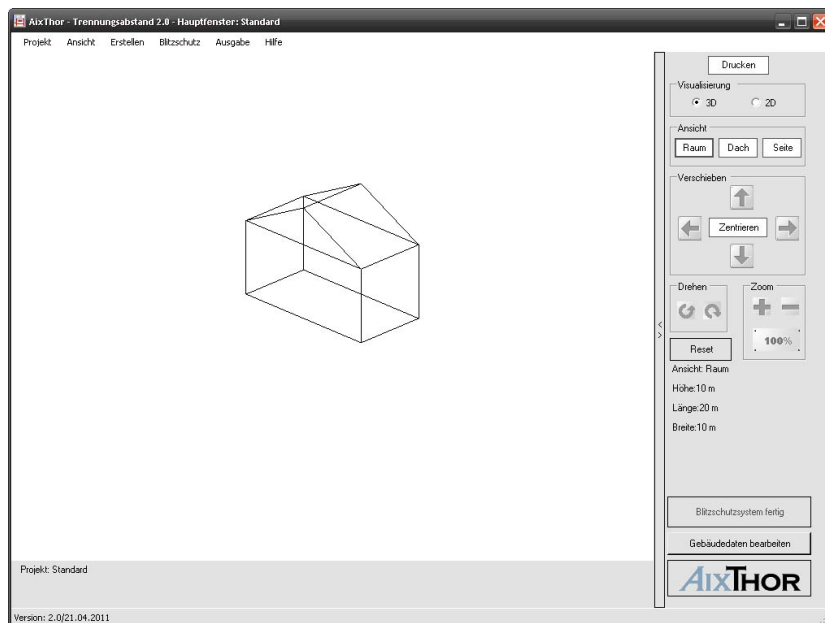 AixThor - Trennungsabstand 2.0 - Hauptfenster: Standard
Projekt Ansicht Erstellen Blitzschutz Ausgabe Hilfe
Drucken
Visualisierung
3D 2D
Ansicht
Raum Dach Seite
Verschieben
Zentrieren
Drehen Zoom
100%
Reset
Ansicht: Raum
Höhe:10 m
Länge:20 m
Breite:10 m
Blitzschutzsystem fertig
Gebäudedaten bearbeiten
AIXTHOR
Projekt: Standard
Version: 2.0/21.04.2011